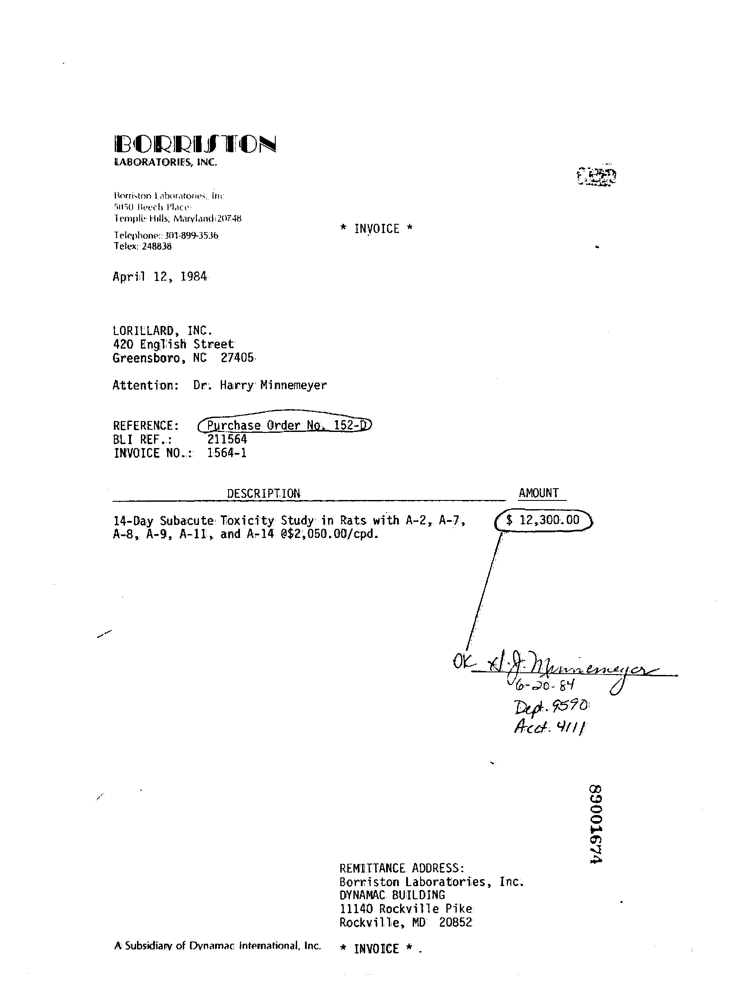 BORRISTON
LABORATORIES, INC.
Borriston Laboratories, Inc
5050 Beech Place
Temple Hills, Maryland 20748
Telephone: 301-899-3536
Telex: 248838
* INVOICE *
April 12, 1984
LORILLARD, INC.
420 English Street
Greensboro, NC 27405
Attention: Dr. Harry Minnemeyer
REFERENCE: Purchase Order No. 152-D
BLI REF.: 211564
INVOICE NO.: 1564-1
DESCRIPTION AMOUNT
14-Day Subacute Toxicity Study in Rats with A-2, A-7, $ 12,300.00
A-8, A-9, A-11, and A-14 @$2,050.00/cpd.
OK H.J. Minnemeyer
6-20-84
Dept. 9590
Acct. 4111
89001674
REMITTANCE ADDRESS:
Borriston Laboratories, Inc.
DYNAMAC BUILDING
11140 Rockville Pike
Rockville, MD 20852
A Subsidiary of Dynamac International, Inc. * INVOICE *